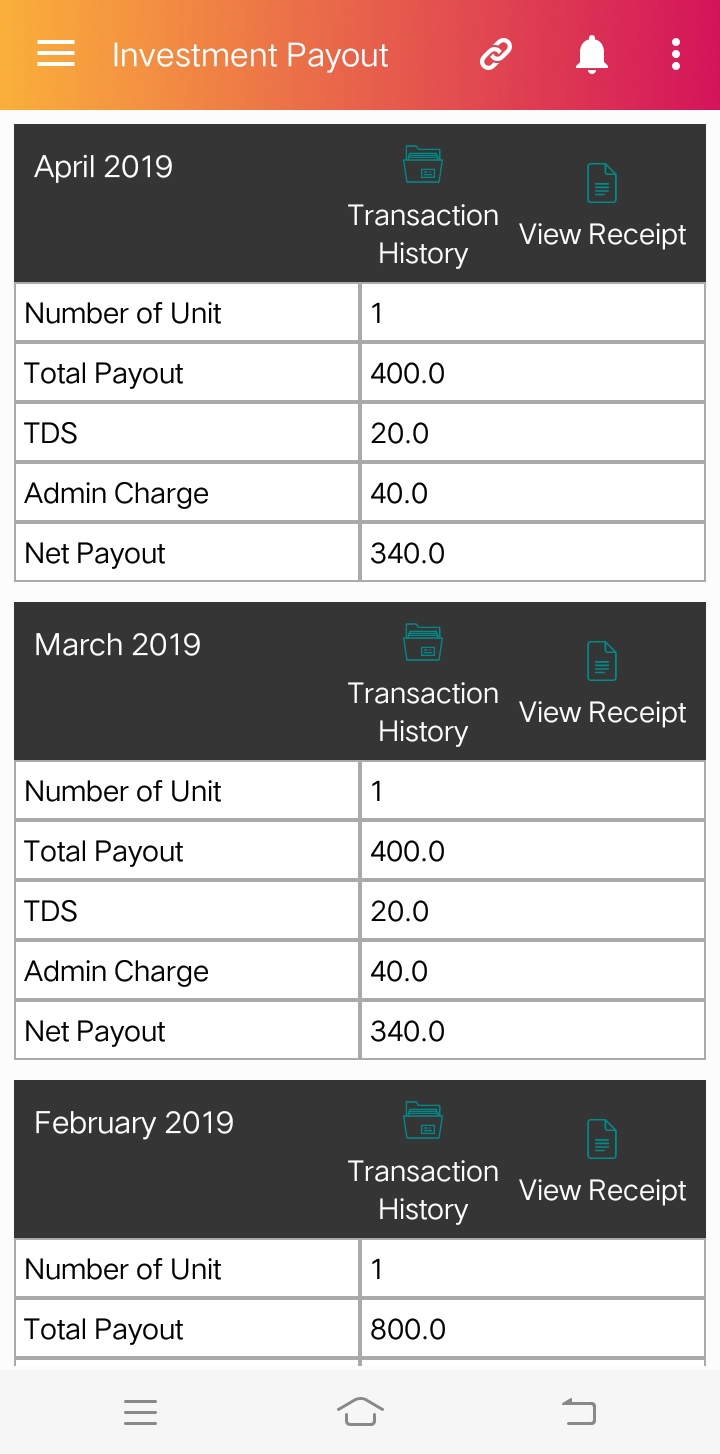 Investment Payout
April 2019
Transaction
History
View Receipt
Number of Unit 1
Total Payout 400.0
TDS 20.0
Admin Charge 40.0
Net Payout 340.0
March 2019
Transaction
History
View Receipt
Number of Unit 1
Total Payout 400.0
TDS 20.0
Admin Charge 40.0
Net Payout 340.0
February 2019
Transaction
History
View Receipt
Number of Unit 1
Total Payout 800.0